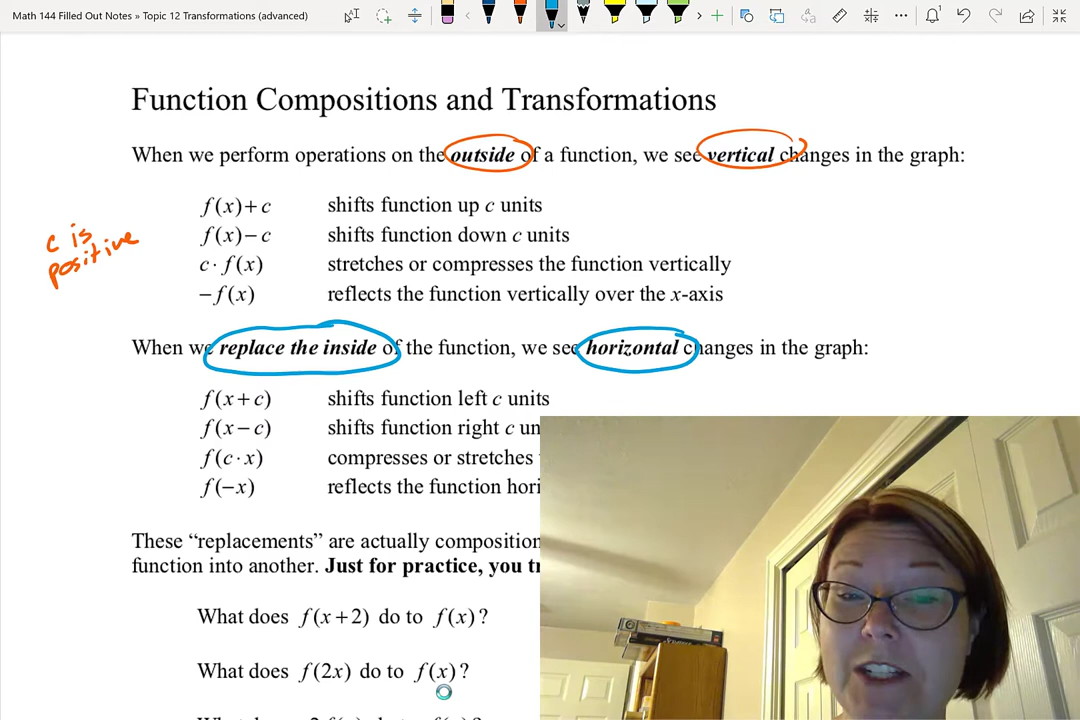 Math 144 Filled Out Notes » Topic 12 Transformations (advanced)
Function Compositions and Transformations
When we perform operations on the outside of a function, we see vertical changes in the graph:
f(x)+c shifts function up c units
f(x)−c shifts function down c units
c is positive
c·f(x) stretches or compresses the function vertically
−f(x) reflects the function vertically over the x-axis
When we replace the inside of the function, we see horizontal changes in the graph:
f(x+c) shifts function left c units
f(x−c) shifts function right c un
f(c·x) compresses or stretches
f(−x) reflects the function hori
These “replacements” are actually composition
function into another. Just for practice, you tr
What does f(x+2) do to f(x)?
What does f(2x) do to f(x)?